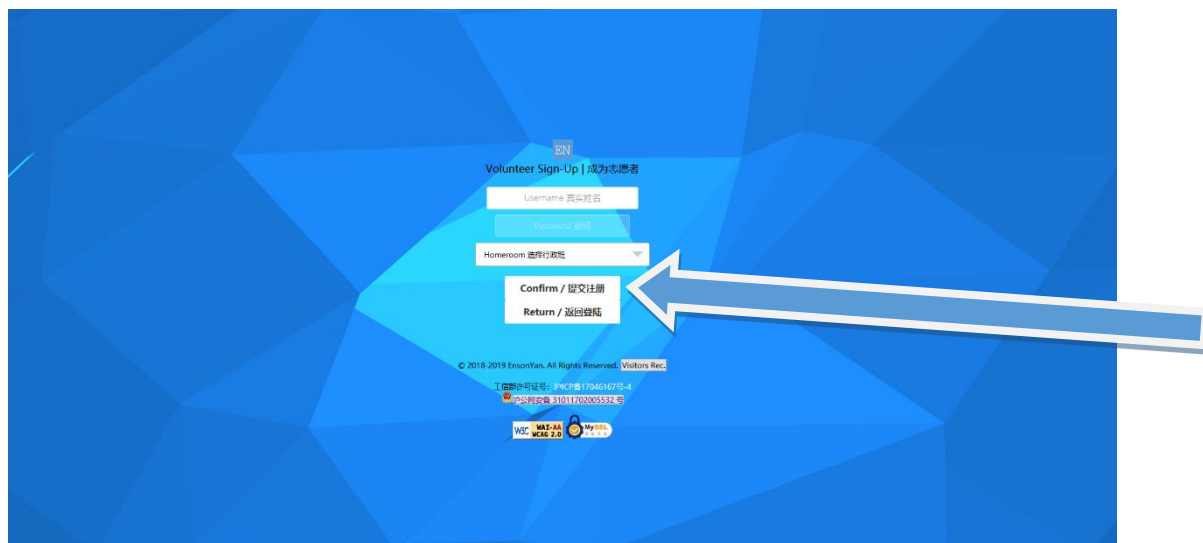 EN
Volunteer Sign-Up | 成为志愿者
Username 真实姓名
Password 密码
Homeroom 选择行政班
Confirm / 提交注册
Return / 返回登陆
© 2018-2019 EnsonYan. All Rights Reserved. Visitors Rec.
工信部许可证号: 沪ICP备17046167号-4
沪公网安备 31011702005532 号
W3C WAI-AA WCAG 2.0 MySSL